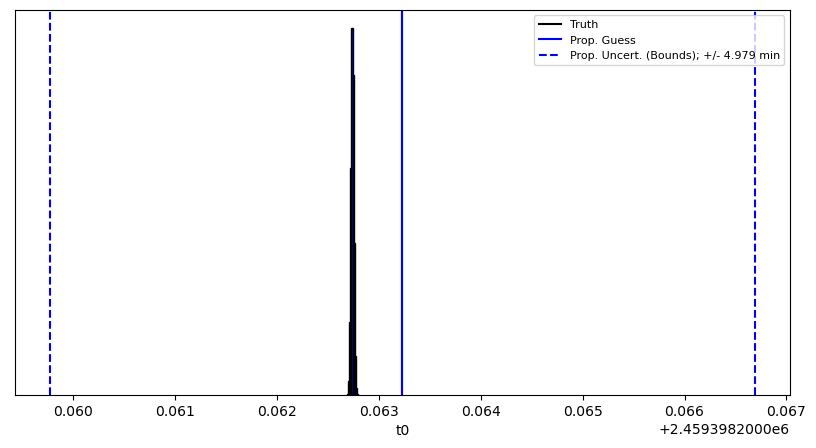 Truth
Prop. Guess
Prop. Uncert. (Bounds); +/- 4.979 min
0.060 0.061 0.062 0.063 0.064 0.065 0.066 0.067
t0
+2.4593982000e6